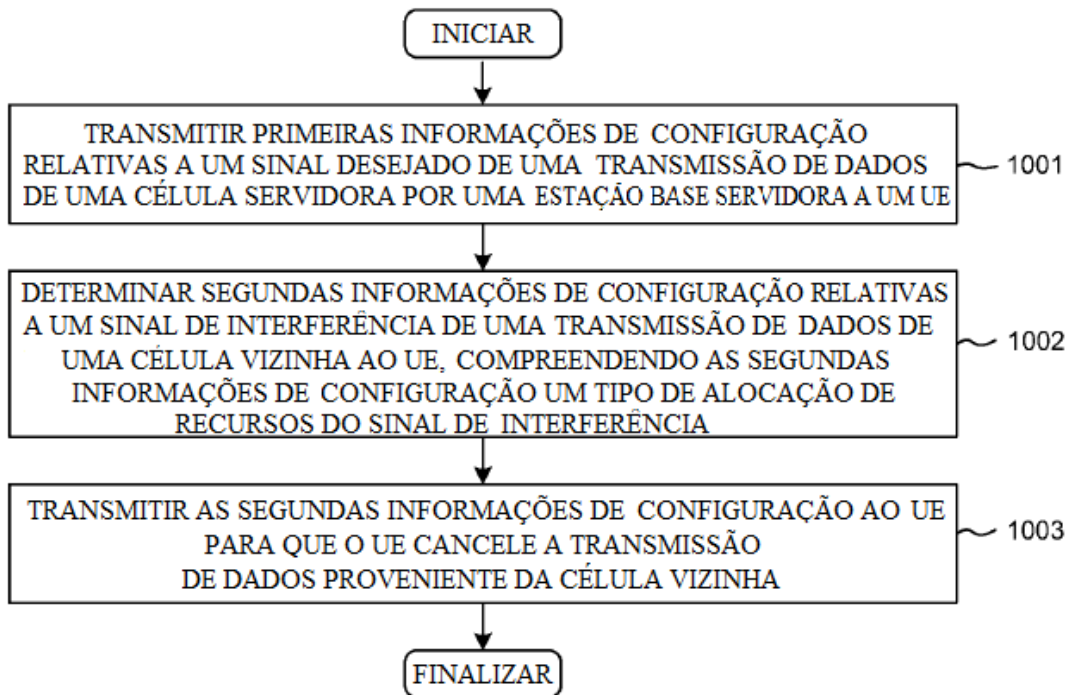 INICIAR
TRANSMITIR PRIMEIRAS INFORMAÇÕES DE CONFIGURAÇÃO
RELATIVAS A UM SINAL DESEJADO DE UMA TRANSMISSÃO DE DADOS
DE UMA CÉLULA SERVIDORA POR UMA ESTAÇÃO BASE SERVIDORA A UM UE
1001
DETERMINAR SEGUNDAS INFORMAÇÕES DE CONFIGURAÇÃO RELATIVAS
A UM SINAL DE INTERFERÊNCIA DE UMA TRANSMISSÃO DE DADOS DE
UMA CÉLULA VIZINHA AO UE, COMPREENDENDO AS SEGUNDAS
INFORMAÇÕES DE CONFIGURAÇÃO UM TIPO DE ALOCAÇÃO DE
RECURSOS DO SINAL DE INTERFERÊNCIA
1002
TRANSMITIR AS SEGUNDAS INFORMAÇÕES DE CONFIGURAÇÃO AO UE
PARA QUE O UE CANCELE A TRANSMISSÃO
DE DADOS PROVENIENTE DA CÉLULA VIZINHA
1003
FINALIZAR